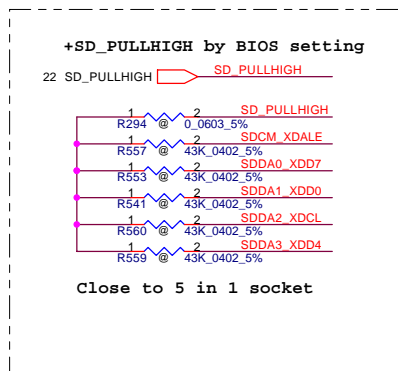 +SD_PULLHIGH by BIOS setting
22 SD_PULLHIGH SD_PULLHIGH
1 2 SD_PULLHIGH
R294 @ 0_0603_5%
1 2 SDCM_XDALE
R557 @ 43K_0402_5%
1 2 SDDA0_XDD7
R553 @ 43K_0402_5%
1 2 SDDA1_XDD0
R541 @ 43K_0402_5%
1 2 SDDA2_XDCL
R560 @ 43K_0402_5%
1 2 SDDA3_XDD4
R559 @ 43K_0402_5%
Close to 5 in 1 socket